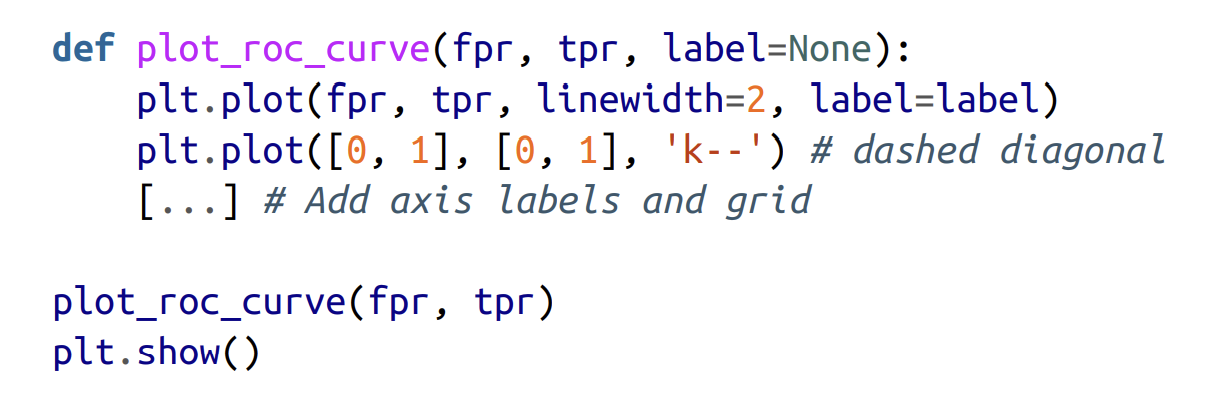 def plot_roc_curve(fpr, tpr, label=None):
    plt.plot(fpr, tpr, linewidth=2, label=label)
    plt.plot([0, 1], [0, 1], 'k--') # dashed diagonal
    [...] # Add axis labels and grid

plot_roc_curve(fpr, tpr)
plt.show()